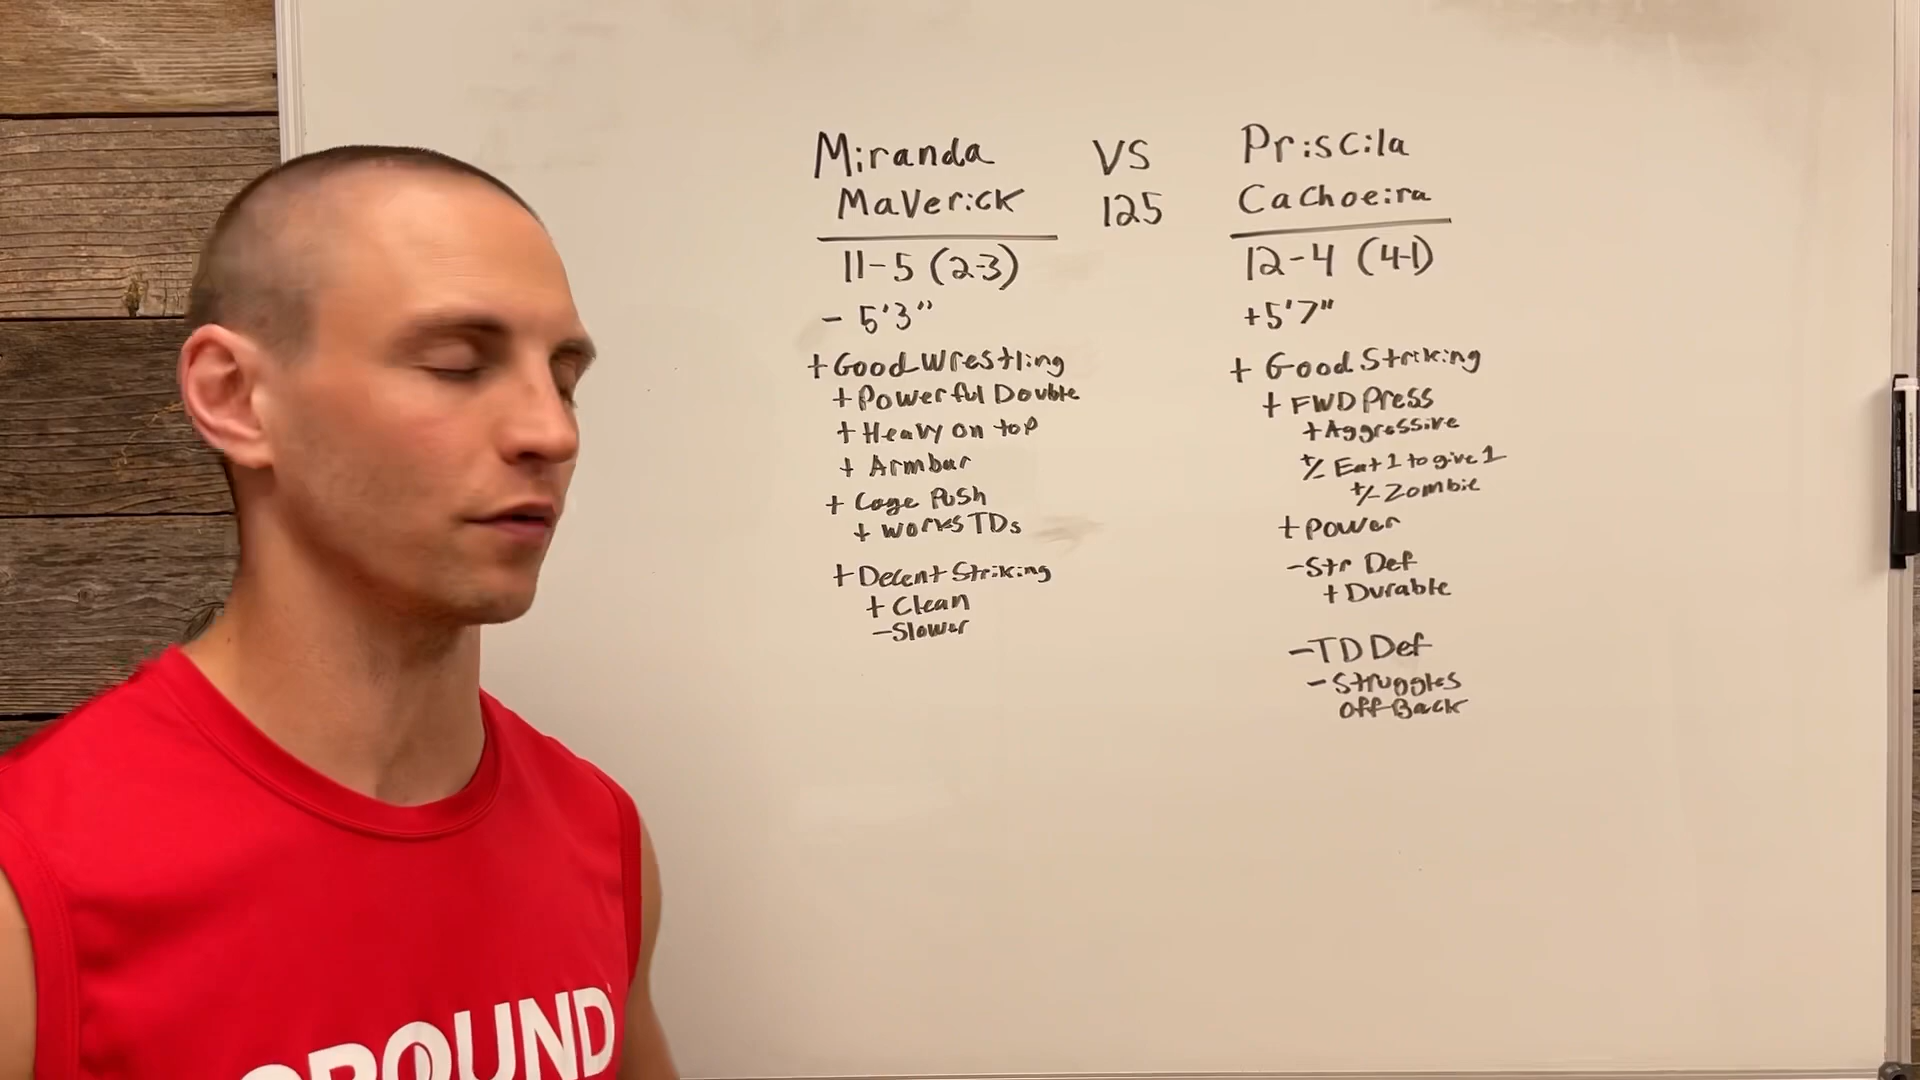 Miranda
Maverick
11-5 (2-3)
- 5'3"
+ Good Wrestling
+ Powerful Double
+ Heavy on top
+ Armbar
+ Cage Push
+ Works TDs
+ Decent Striking
+ Clean
- Slower
VS
125
Priscila
Cachoeira
12-4 (4-1)
+ 5'7"
+ Good Striking
+ FWD Press
+ Aggressive
+/- Eat 1 to give 1
+/- Zombie
+ Power
- Str Def
+ Durable
- TD Def
- Struggles
off Back